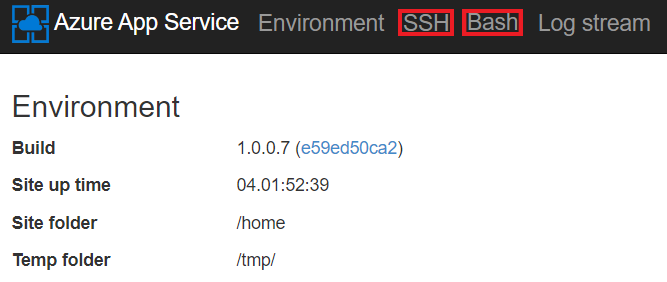 Azure App Service Environment SSH Bash Log stream
Environment
Build 1.0.0.7 (e59ed50ca2)
Site up time 04.01:52:39
Site folder /home
Temp folder /tmp/